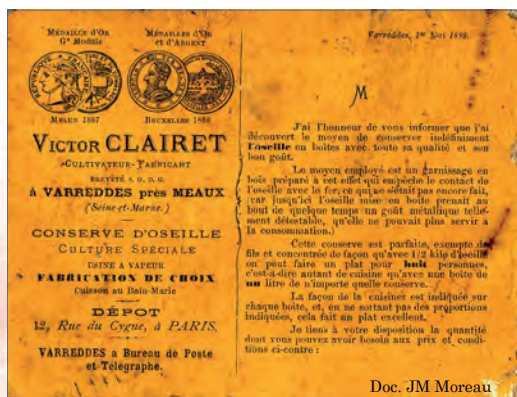 MÉDAILLE D'OR
Gd Module
MÉDAILLES D'OR
et D'ARGENT
MELUN 1887
BRUXELLES 1888
VICTOR CLAIRET
CULTIVATEUR-FABRICANT
BREVETÉ S. G. D. G.
à VARREDDES près MEAUX
(Seine-et-Marne.)
CONSERVE D'OSEILLE
CULTURE SPÉCIALE
USINE A VAPEUR
FABRICATION DE CHOIX
Cuisson au Bain-Marie
DÉPOT
12, Rue du Cygne, à PARIS.
VARREDDES a Bureau de Poste
et Télégraphe.
Varreddes, 1er Mai 1889.
M
J'ai l'honneur de vous informer que j'ai
découvert le moyen de conserver indéfiniment
l'oseille en boîtes avec toute sa qualité et son
bon goût.
Le moyen employé est un garnissage en
bois préparé à cet effet qui empêche le contact de
l'oseille avec le fer, ce qui ne s'était pas encore fait,
car jusqu'ici l'oseille mise en boîte prenait au
bout de quelque temps un goût métallique telle-
ment détestable, qu'elle ne pouvait plus servir à
la consommation.)
Cette conserve est parfaite, exempte de
fils et concentrée de façon qu'avec 1/2 kilo d'oseille
on peut faire un plat pour huit personnes,
c'est-à-dire autant de cuisine qu'avec une boîte de
un litre de n'importe quelle conserve.
La façon de la cuisiner est indiquée sur
chaque boîte, et, en ne sortant pas des proportions
indiquées, cela fait un plat excellent.
Je tiens à votre disposition la quantité
dont vous pouvez avoir besoin aux prix et condi-
tions ci-contre :
Doc. JM Moreau